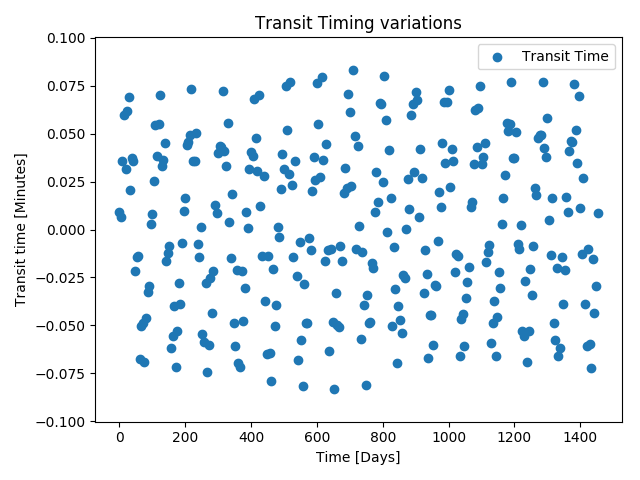 Transit Timing variations
Transit Time
Transit time [Minutes]
0.100
0.075
0.050
0.025
0.000
−0.025
−0.050
−0.075
−0.100
0 200 400 600 800 1000 1200 1400
Time [Days]